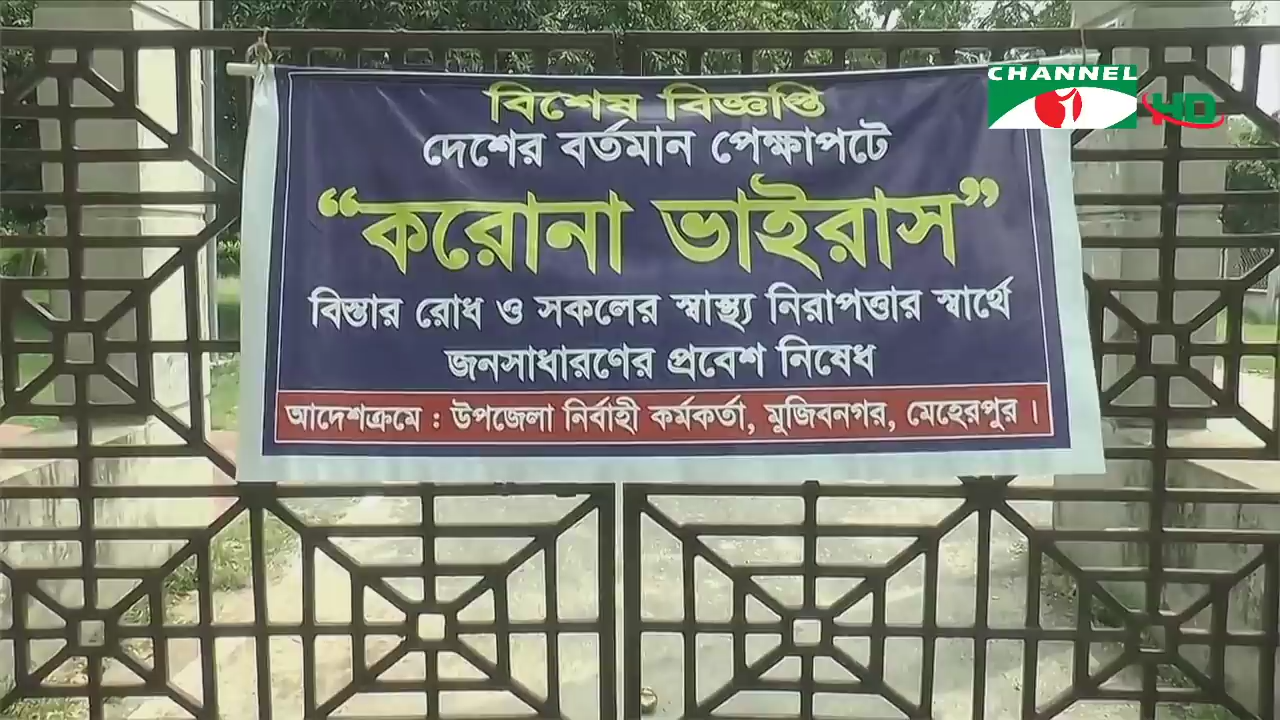 বিশেষ বিজ্ঞপ্তি
দেশের বর্তমান পেক্ষাপটে
“করোনা ভাইরাস”
বিস্তার রোধ ও সকলের স্বাস্থ্য নিরাপত্তার স্বার্থে
জনসাধারণের প্রবেশ নিষেধ
আদেশক্রমে : উপজেলা নির্বাহী কর্মকর্তা, মুজিবনগর, মেহেরপুর ।
CHANNEL
i HD